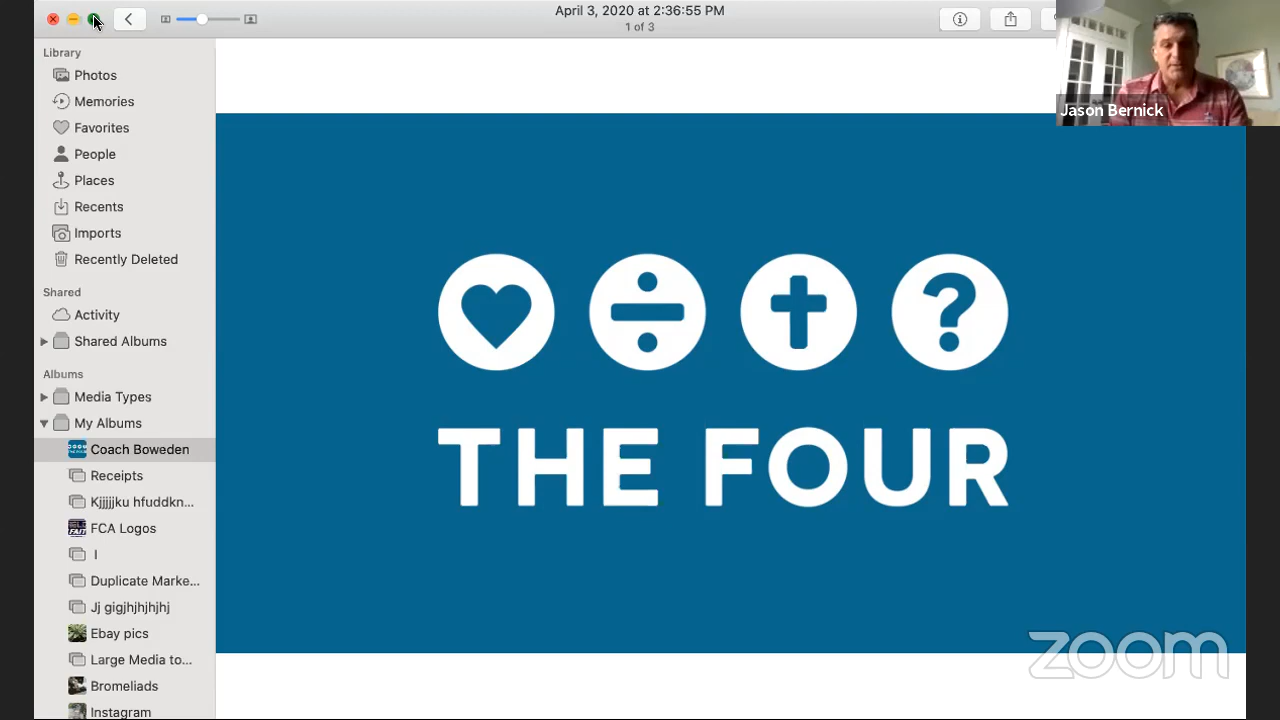 April 3, 2020 at 2:36:55 PM
1 of 3
Jason Bernick
Library
Photos
Memories
Favorites
People
Places
Recents
Imports
Recently Deleted
Shared
Activity
Shared Albums
Albums
Media Types
My Albums
Coach Boweden
Receipts
Kjjjjjku hfuddkn...
FCA Logos
I
Duplicate Marke...
Jj gigjhjhjhjhj
Ebay pics
Large Media to...
Bromeliads
Instagram
?
THE FOUR
zoom